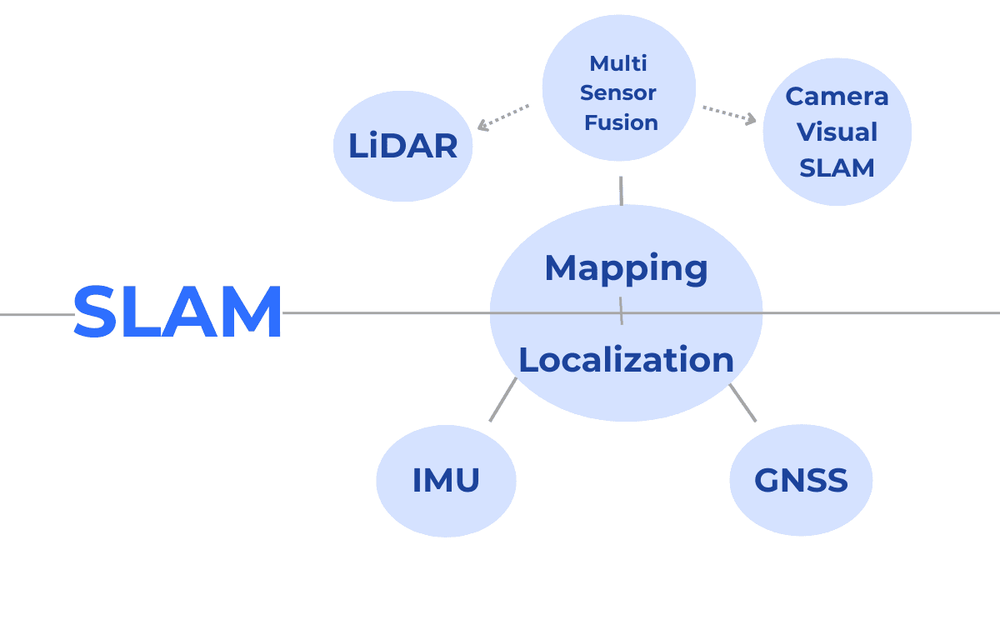 Multi
Sensor
Fusion
LiDAR
Camera
Visual
SLAM
Mapping
SLAM
Localization
IMU
GNSS